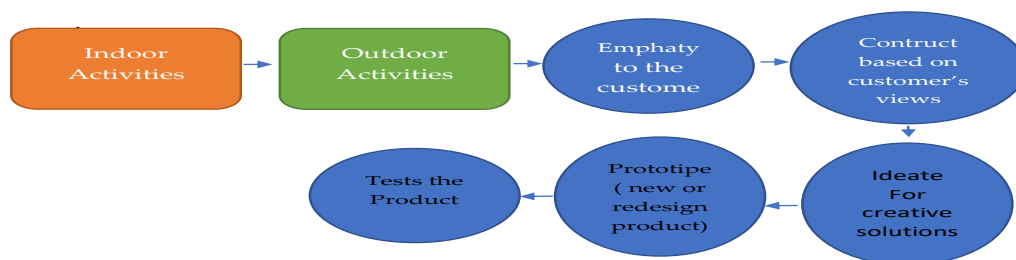 Indoor
Activities
Outdoor
Activities
Emphaty
to the
custome
Contruct
based on
customer's
views
Ideate
For
creative
solutions
Prototipe
( new or
redesign
product)
Tests the
Product